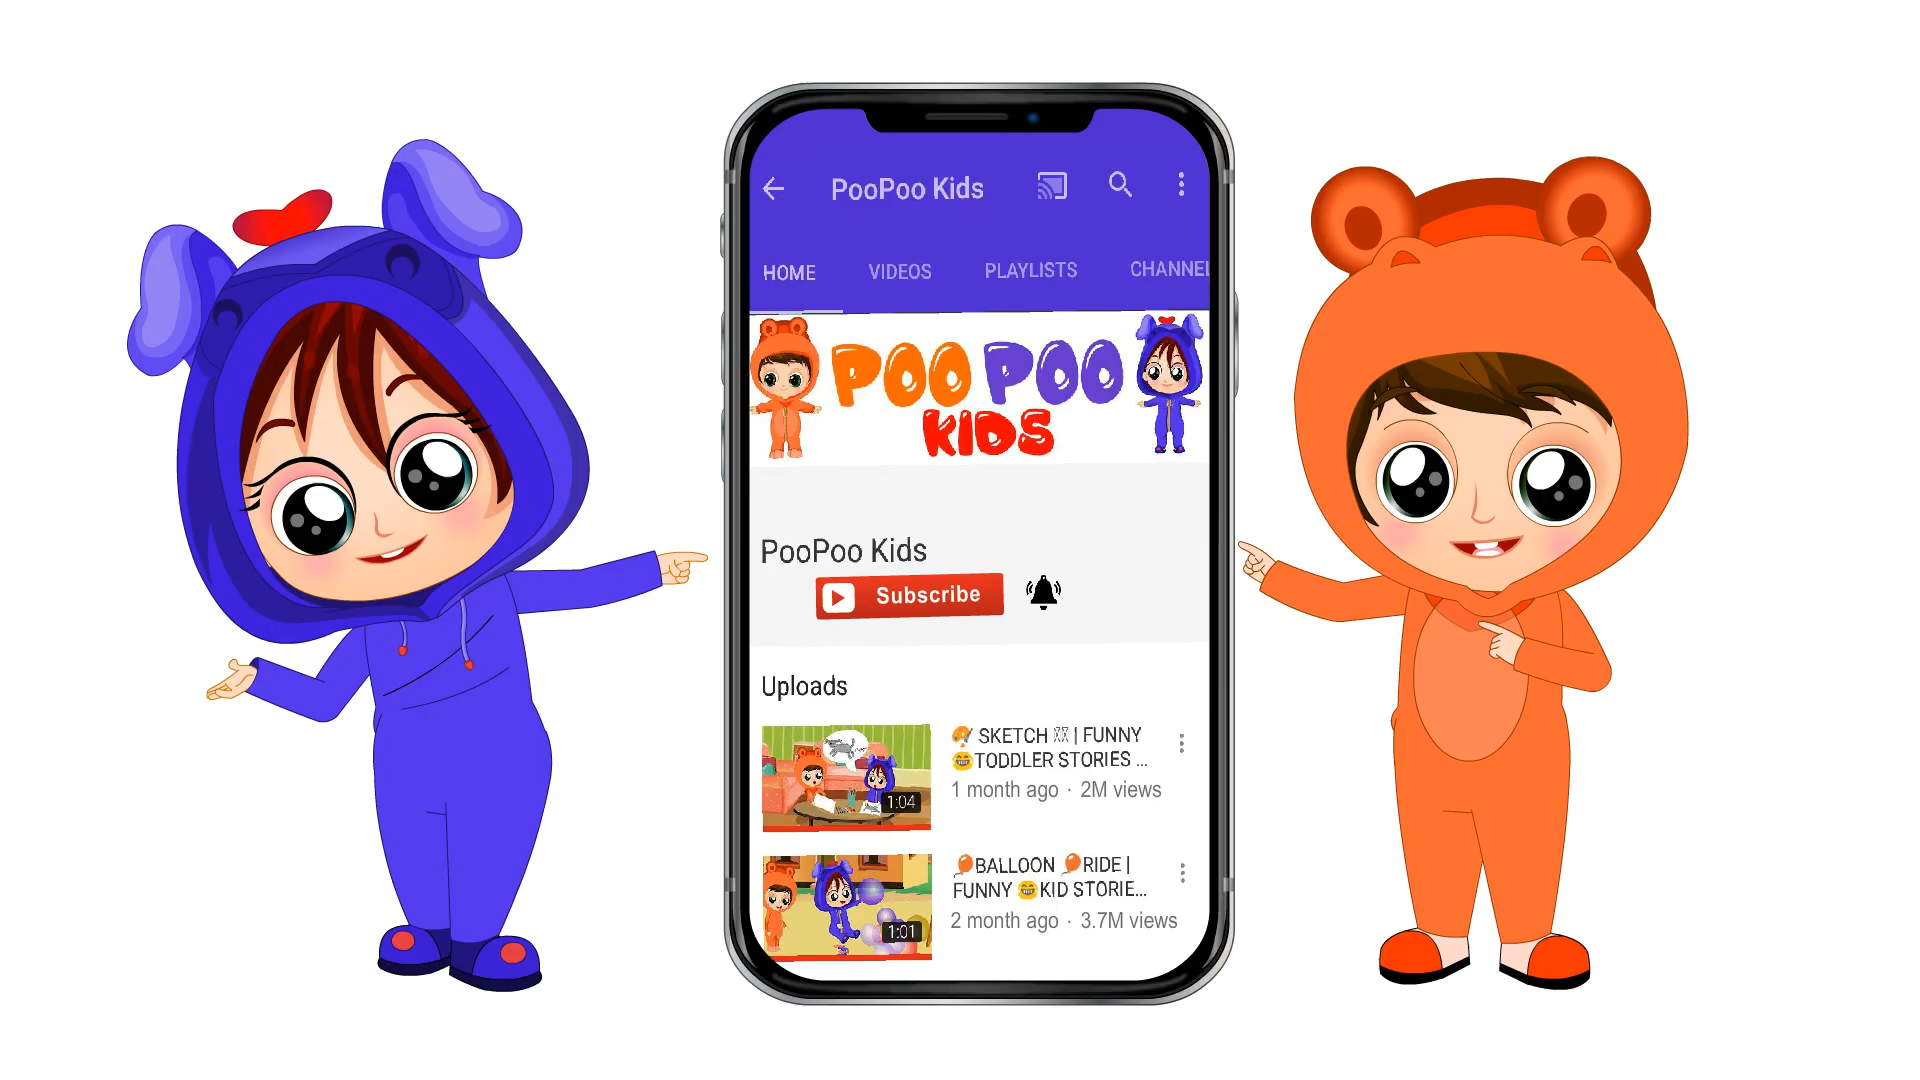 PooPoo Kids
HOME VIDEOS PLAYLISTS CHANNEL
POO POO
KIDS
PooPoo Kids
Subscribe
Uploads
🎨 SKETCH | FUNNY
😂TODDLER STORIES ...
1 month ago · 2M views
1:04
🎈BALLOON 🎈RIDE |
FUNNY 😂KID STORIE...
2 month ago · 3.7M views
1:01